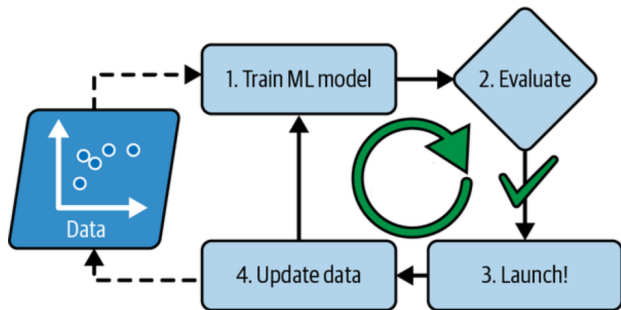 1. Train ML model
2. Evaluate
Data
4. Update data
3. Launch!